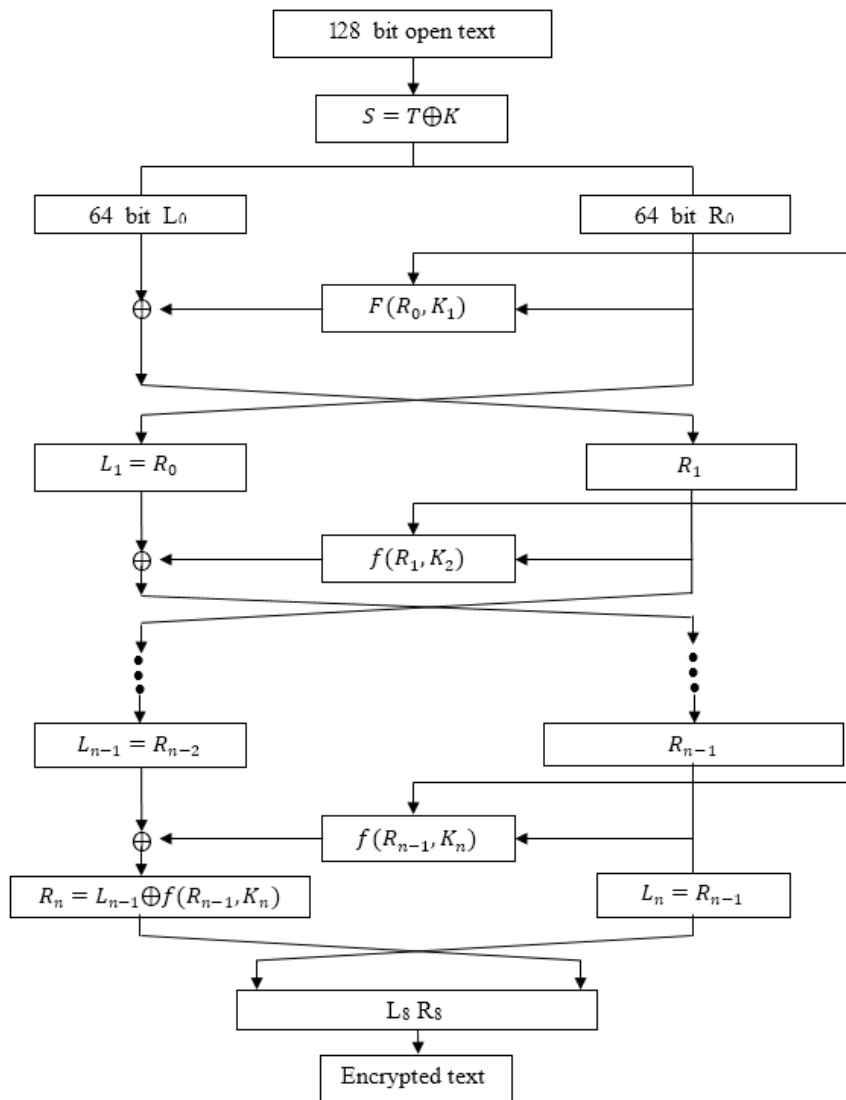 128 bit open text
S = T⊕K
64 bit L₀
64 bit R₀
⊕
F(R₀, K₁)
L₁ = R₀
R₁
⊕
f(R₁, K₂)
Lₙ₋₁ = Rₙ₋₂
Rₙ₋₁
⊕
f(Rₙ₋₁, Kₙ)
Rₙ = Lₙ₋₁⊕f(Rₙ₋₁, Kₙ)
Lₙ = Rₙ₋₁
L₈ R₈
Encrypted text